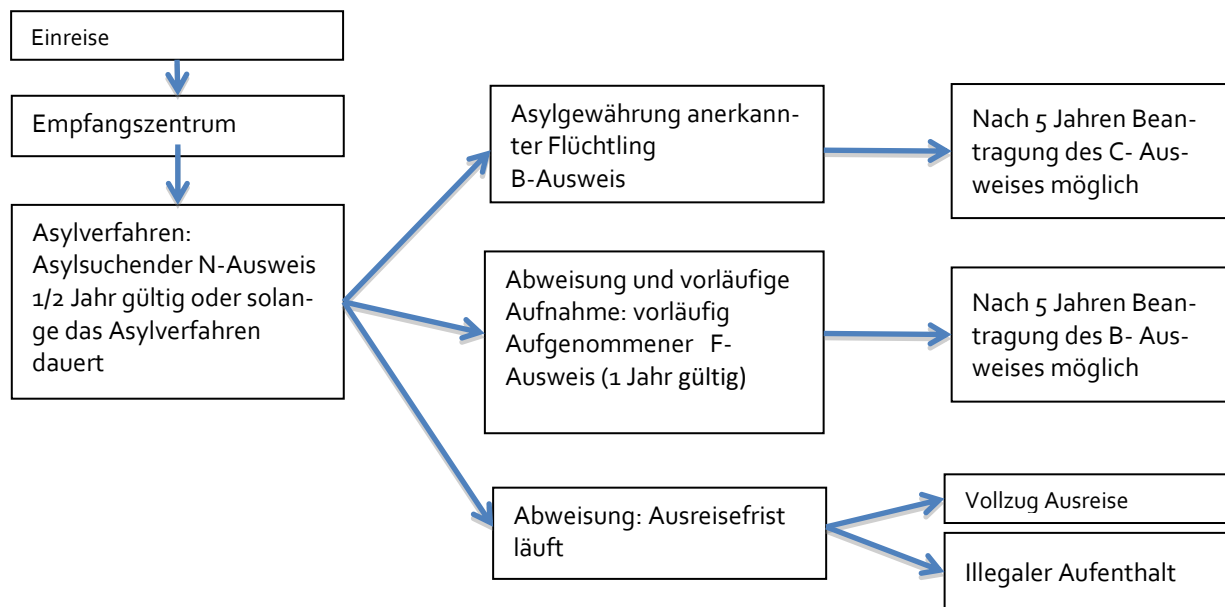 Einreise
Empfangszentrum
Asylverfahren:
Asylsuchender N-Ausweis
1/2 Jahr gültig oder solan-
ge das Asylverfahren
dauert
Asylgewährung anerkann-
ter Flüchtling
B-Ausweis
Nach 5 Jahren Bean-
tragung des C- Aus-
weises möglich
Abweisung und vorläufige
Aufnahme: vorläufig
Aufgenommener F-
Ausweis (1 Jahr gültig)
Nach 5 Jahren Bean-
tragung des B- Aus-
weises möglich
Abweisung: Ausreisefrist
läuft
Vollzug Ausreise
Illegaler Aufenthalt